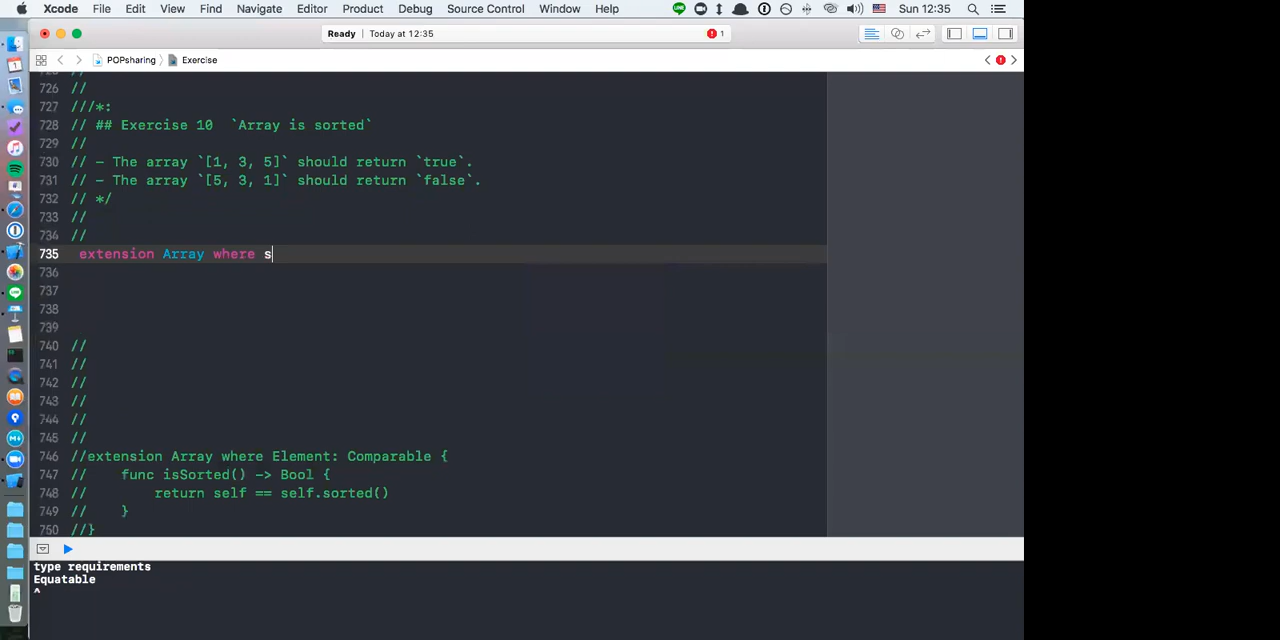 Xcode File Edit View Find Navigate Editor Product Debug Source Control Window Help Sun 12:35
Ready | Today at 12:35 1
POPsharing 〉 Exercise
726 //
727 ///*:
728 // ## Exercise 10  `Array is sorted`
729 //
730 // - The array `[1, 3, 5]` should return `true`.
731 // - The array `[5, 3, 1]` should return `false`.
732 // */
733 //
734 //
735 extension Array where s
736
737
738
739
740 //
741 //
742 //
743 //
744 //
745 //
746 //extension Array where Element: Comparable {
747 //    func isSorted() -> Bool {
748 //        return self == self.sorted()
749 //    }
750 //}
type requirements
Equatable
^